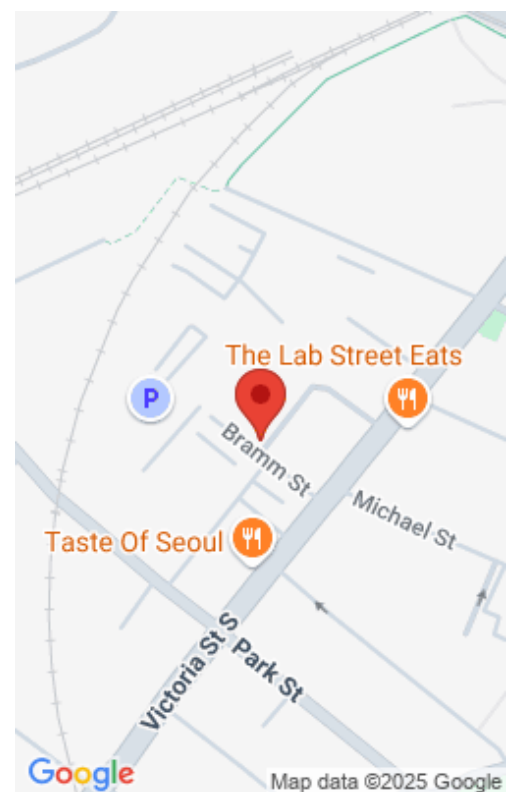 The Lab Street Eats
P
Bramm St
Michael St
Taste Of Seoul
Victoria St S
Park St
Google
Map data ©2025 Google